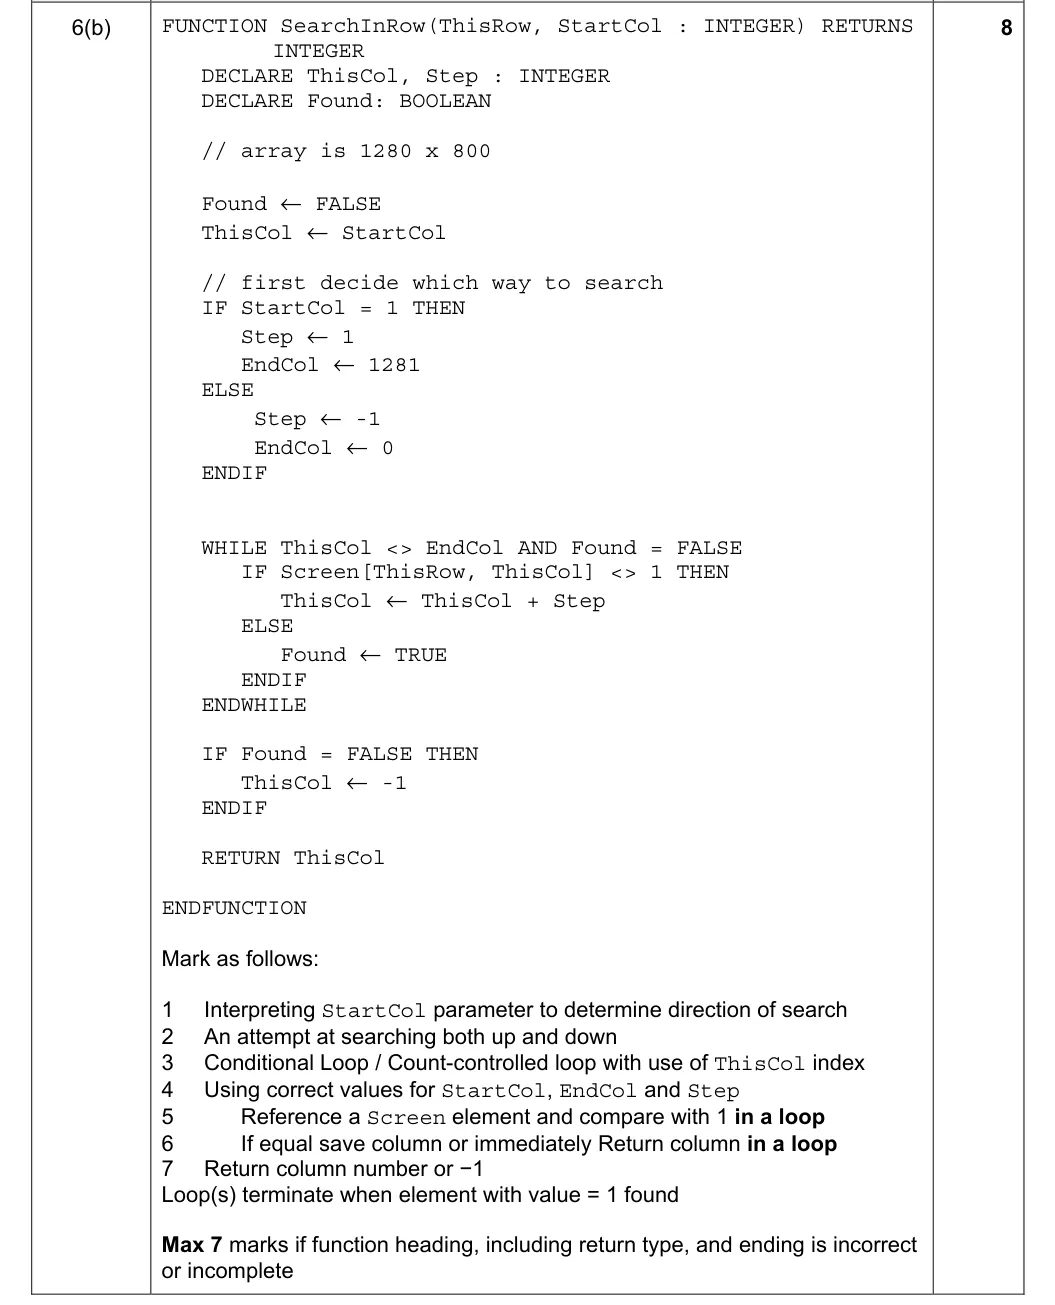 6(b)
FUNCTION SearchInRow(ThisRow, StartCol : INTEGER) RETURNS
INTEGER
DECLARE ThisCol, Step : INTEGER
DECLARE Found: BOOLEAN
// array is 1280 x 800
Found ← FALSE
ThisCol ← StartCol
// first decide which way to search
IF StartCol = 1 THEN
Step ← 1
EndCol ← 1281
ELSE
Step ← -1
EndCol ← 0
ENDIF
WHILE ThisCol <> EndCol AND Found = FALSE
IF Screen[ThisRow, ThisCol] <> 1 THEN
ThisCol ← ThisCol + Step
ELSE
Found ← TRUE
ENDIF
ENDWHILE
IF Found = FALSE THEN
ThisCol ← -1
ENDIF
RETURN ThisCol
ENDFUNCTION
Mark as follows:
1 Interpreting StartCol parameter to determine direction of search
2 An attempt at searching both up and down
3 Conditional Loop / Count-controlled loop with use of ThisCol index
4 Using correct values for StartCol, EndCol and Step
5 Reference a Screen element and compare with 1 in a loop
6 If equal save column or immediately Return column in a loop
7 Return column number or −1
Loop(s) terminate when element with value = 1 found
Max 7 marks if function heading, including return type, and ending is incorrect
or incomplete
8